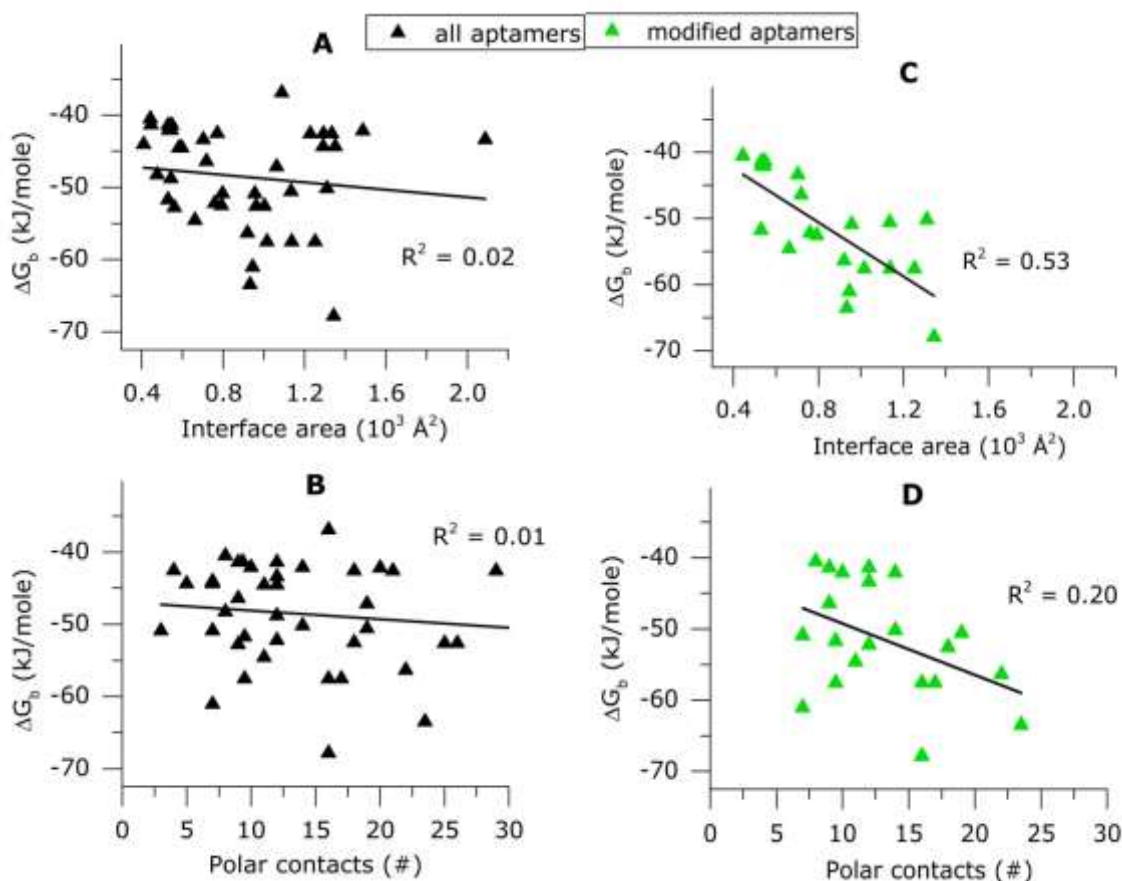 all aptamers modified aptamers
A
ΔG_b (kJ/mole)
-40
-50
-60
-70
R² = 0.02
0.4 0.8 1.2 1.6 2.0
Interface area (10³ Å²)
C
ΔG_b (kJ/mole)
-40
-50
-60
-70
R² = 0.53
0.4 0.8 1.2 1.6 2.0
Interface area (10³ Å²)
B
ΔG_b (kJ/mole)
R² = 0.01
-40
-50
-60
-70
0 5 10 15 20 25 30
Polar contacts (#)
D
ΔG_b (kJ/mole)
-40
R² = 0.20
-50
-60
-70
0 5 10 15 20 25 30
Polar contacts (#)